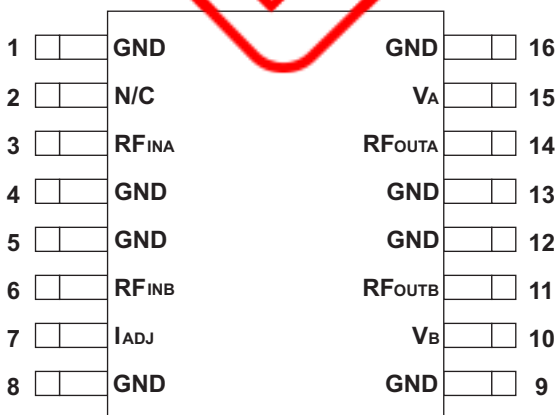 1 GND GND 16
2 N/C VA 15
3 RFINA RFOUTA 14
4 GND GND 13
5 GND GND 12
6 RFINB RFOUTB 11
7 IADJ VB 10
8 GND GND 9